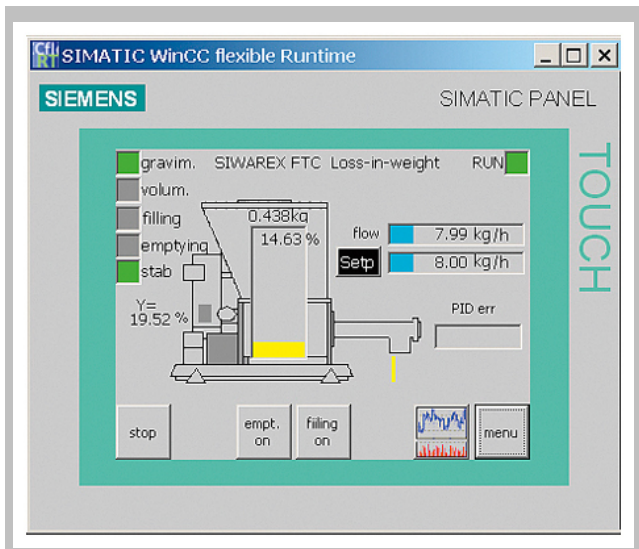 SIMATIC WinCC flexible Runtime
SIEMENS
SIMATIC PANEL
TOUCH
gravim.
SIWAREX FTC Loss-in-weight
RUN
volum.
filling
0.438kg
14.63 %
flow
7.99 kg/h
emptying
Setp
8.00 kg/h
stab
Y=
19.52 %
PID err
stop
empt.
on
filling
on
menu